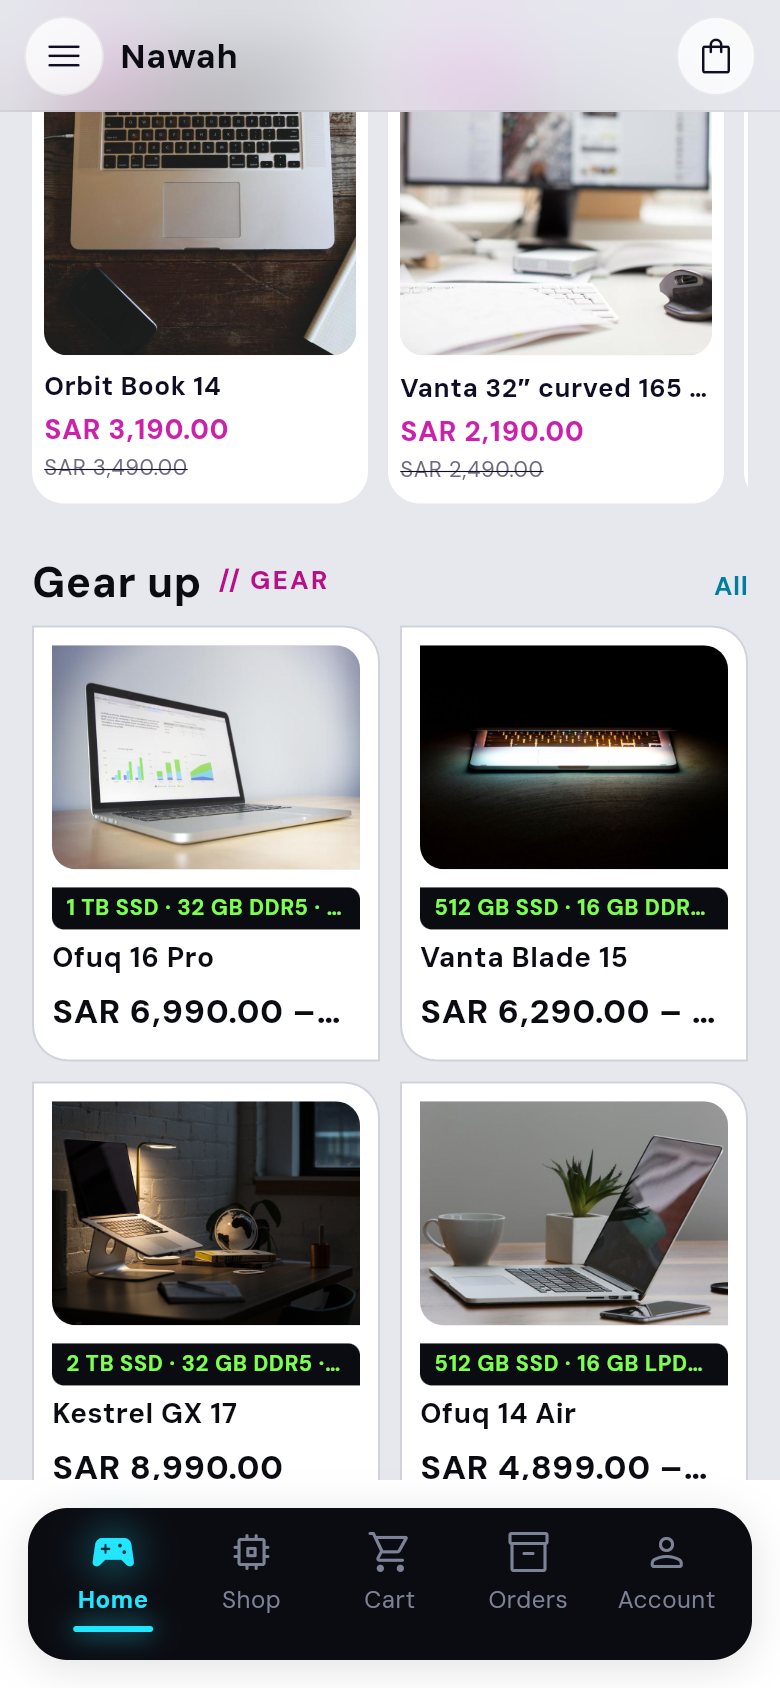 Nawah
Orbit Book 14
SAR 3,190.00
SAR 3,490.00
Vanta 32″ curved 165 ...
SAR 2,190.00
SAR 2,490.00
Gear up // GEAR
All
1 TB SSD · 32 GB DDR5 · ...
Ofuq 16 Pro
SAR 6,990.00 –...
512 GB SSD · 16 GB DDR...
Vanta Blade 15
SAR 6,290.00 – ...
2 TB SSD · 32 GB DDR5 ·...
Kestrel GX 17
SAR 8,990.00
512 GB SSD · 16 GB LPD...
Ofuq 14 Air
SAR 4,899.00 –...
Home
Shop
Cart
Orders
Account